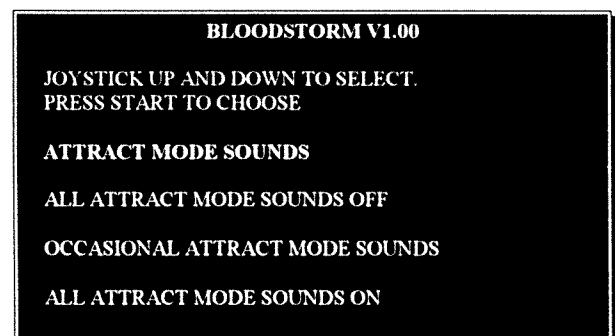 BLOODSTORM V1.00
JOYSTICK UP AND DOWN TO SELECT.
PRESS START TO CHOOSE
ATTRACT MODE SOUNDS
ALL ATTRACT MODE SOUNDS OFF
OCCASIONAL ATTRACT MODE SOUNDS
ALL ATTRACT MODE SOUNDS ON